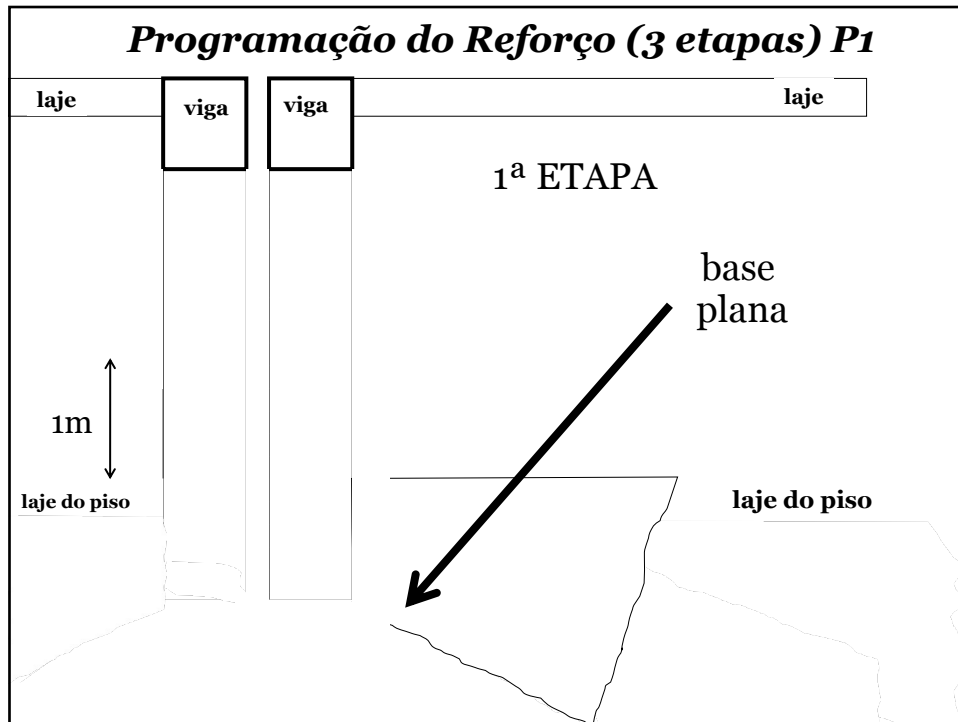 Programação do Reforço (3 etapas) P1
laje
viga
viga
laje
1ª ETAPA
base
plana
1m
laje do piso
laje do piso